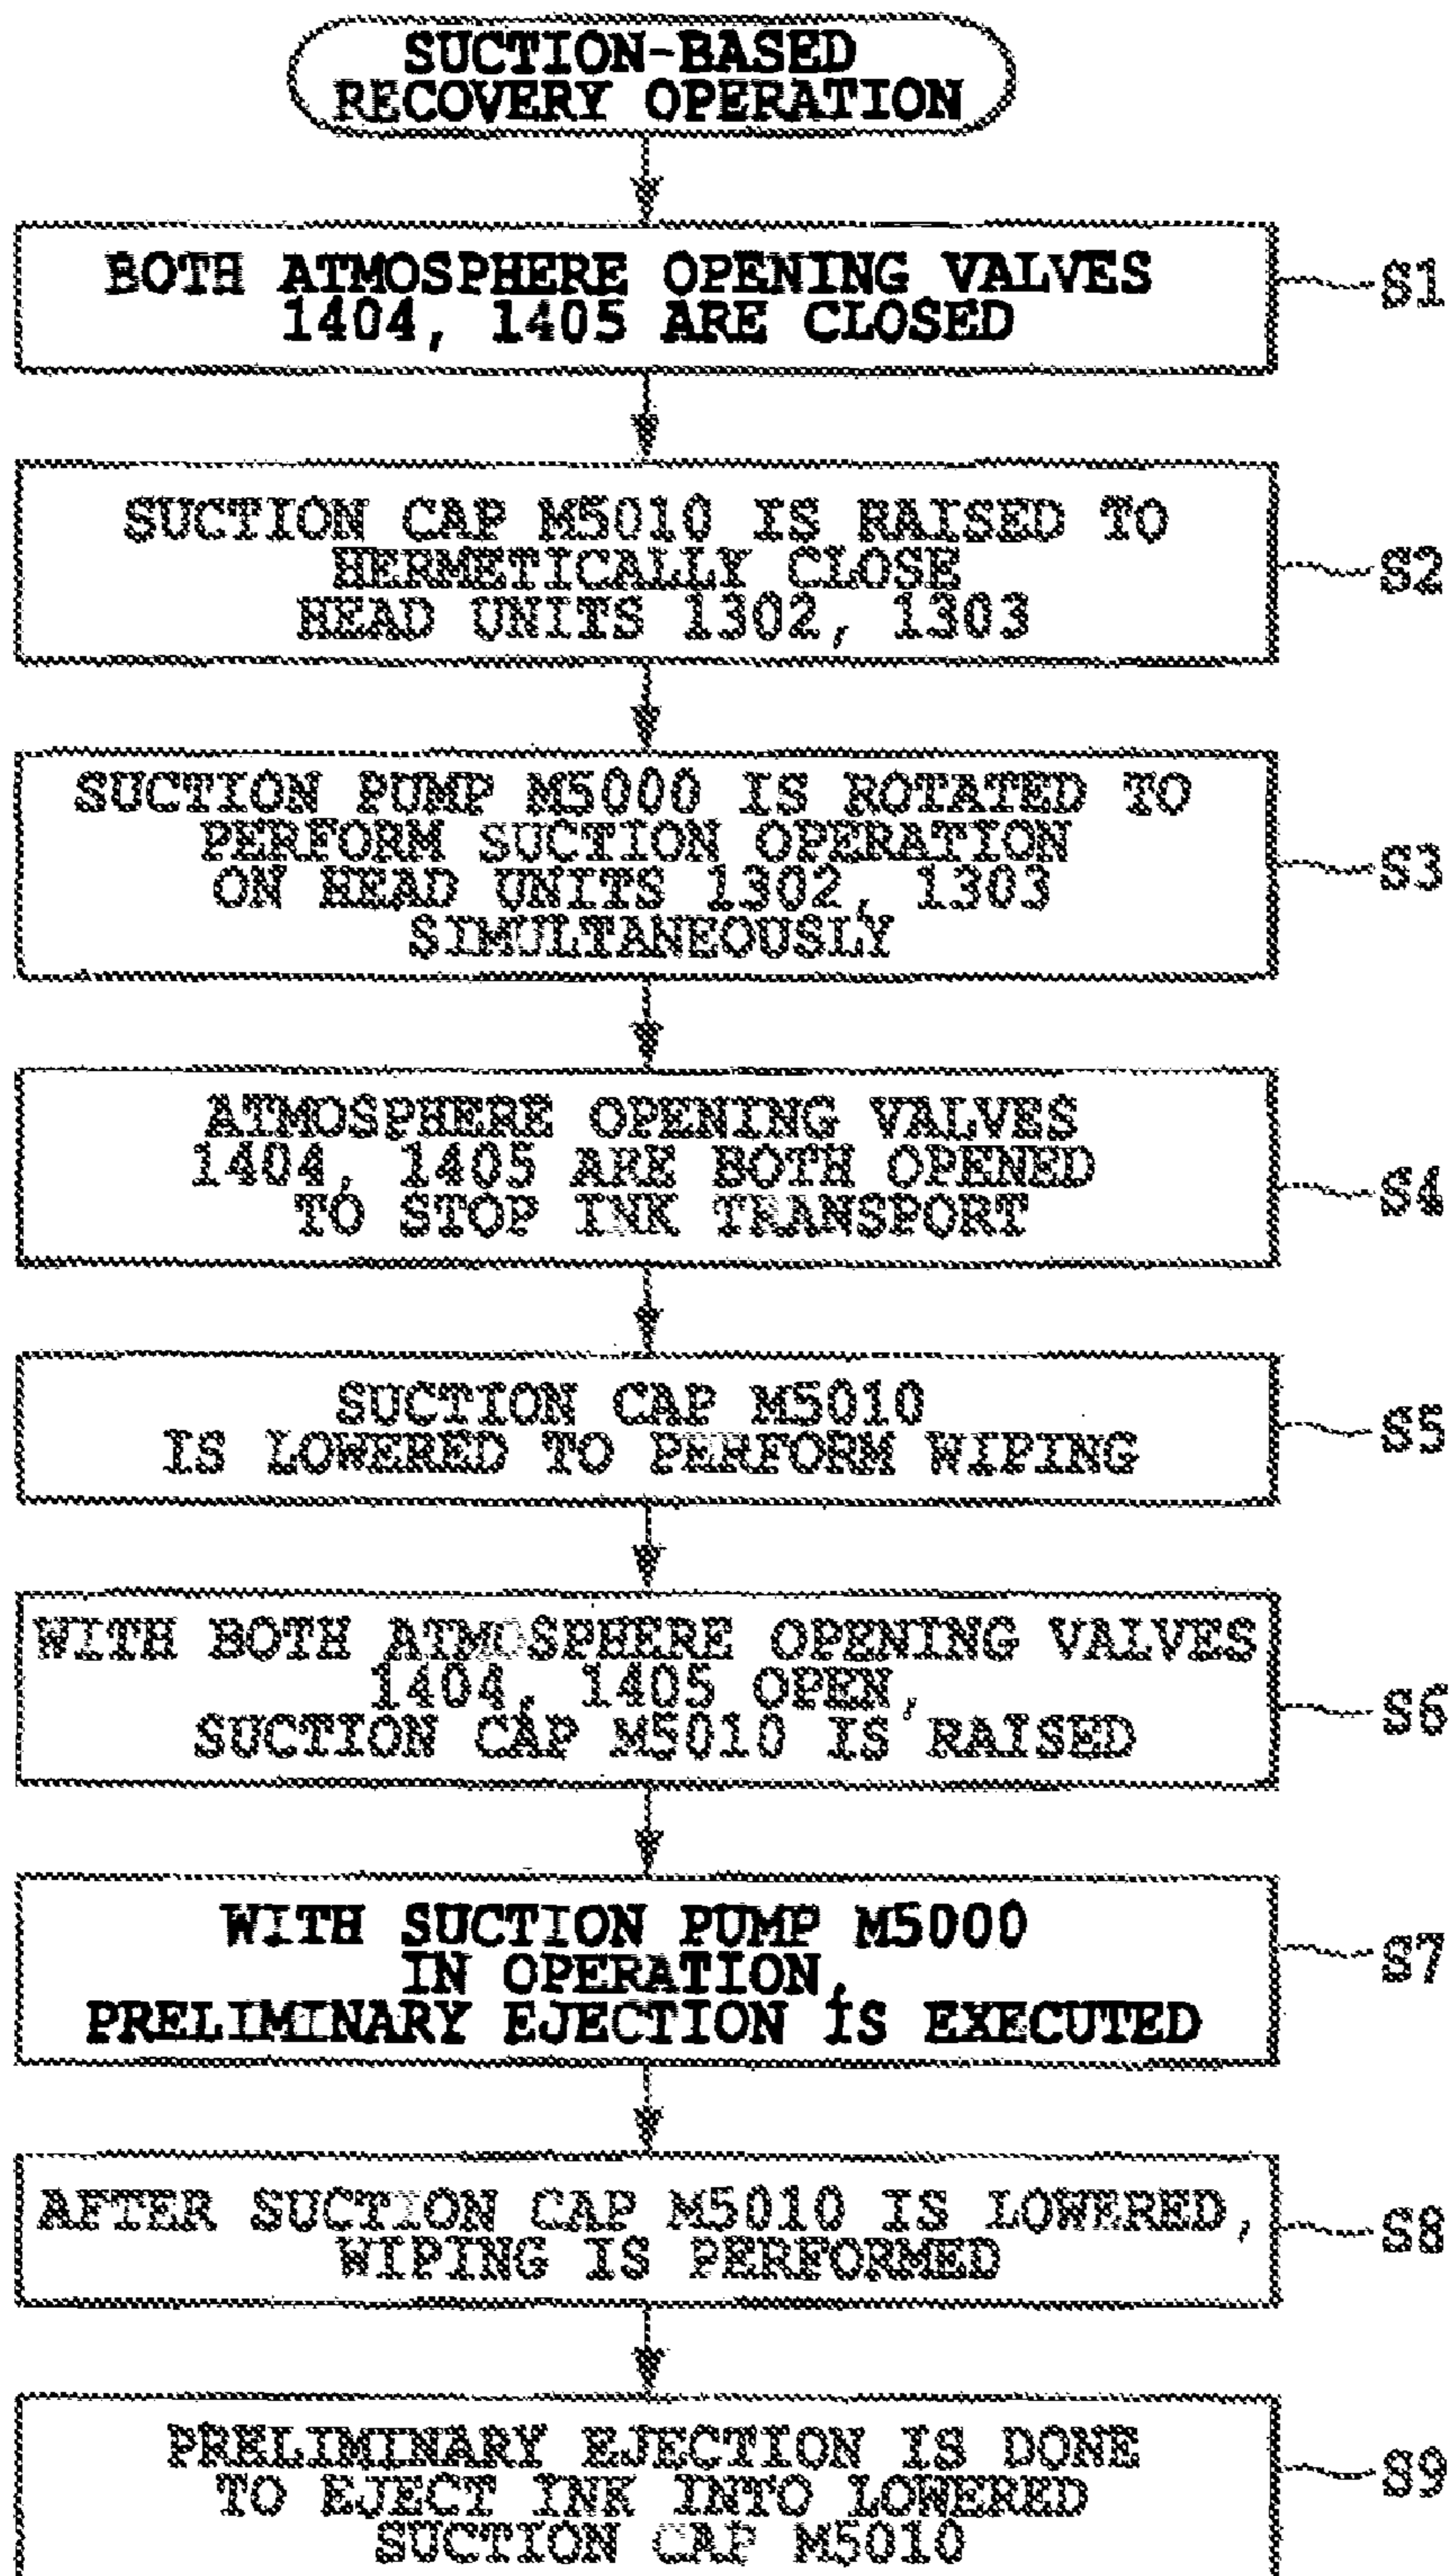 SUCTION-BASED
RECOVERY OPERATION
BOTH ATMOSPHERE OPENING VALVES
1404, 1405 ARE CLOSED
S1
SUCTION CAP M5010 IS RAISED TO
HERMETICALLY CLOSE
HEAD UNITS 1302, 1303
S2
SUCTION PUMP M5000 IS ROTATED TO
PERFORM SUCTION OPERATION
ON HEAD UNITS 1302, 1303
SIMULTANEOUSLY
S3
ATMOSPHERE OPENING VALVES
1404, 1405 ARE BOTH OPENED
TO STOP INK TRANSPORT
S4
SUCTION CAP M5010
IS LOWERED TO PERFORM WIPING
S5
WITH BOTH ATMOSPHERE OPENING VALVES
1404, 1405 OPEN,
SUCTION CAP M5010 IS RAISED
S6
WITH SUCTION PUMP M5000
IN OPERATION,
PRELIMINARY EJECTION IS EXECUTED
S7
AFTER SUCTION CAP M5010 IS LOWERED,
WIPING IS PERFORMED
S8
PRELIMINARY EJECTION IS DONE
TO EJECT INK INTO LOWERED
SUCTION CAP M5010
S9